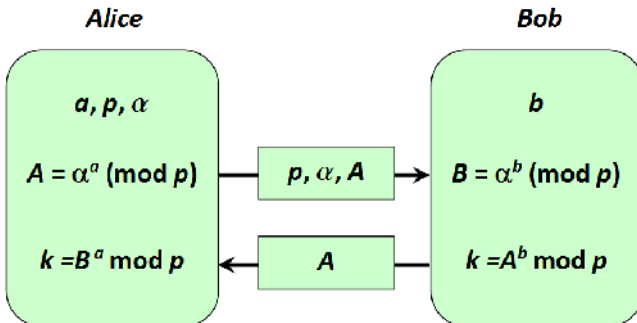 Alice
Bob
a, p, α
b
A = αᵃ (mod p)
p, α, A
B = αᵇ (mod p)
k =Bᵃ mod p
A
k =Aᵇ mod p